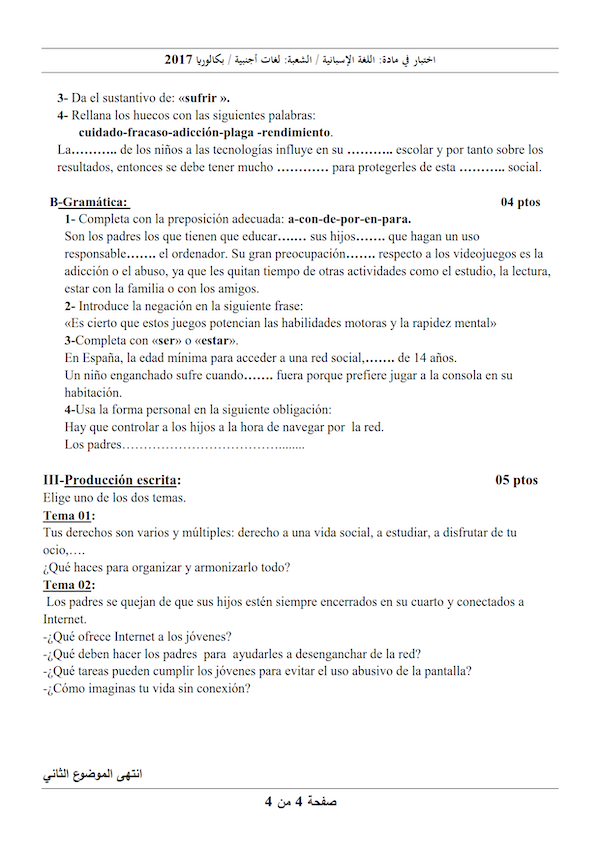 اختبار في مادة: اللغة الإسبانية / الشعبة: لغات أجنبية / بكالوريا 2017
3- Da el sustantivo de: «sufrir ».
4- Rellana los huecos con las siguientes palabras:
cuidado-fracaso-adicción-plaga -rendimiento.
La……….. de los niños a las tecnologías influye en su ……….. escolar y por tanto sobre los
resultados, entonces se debe tener mucho ………… para protegerles de esta ……….. social.
B-Gramática: 04 ptos
1- Completa con la preposición adecuada: a-con-de-por-en-para.
Son los padres los que tienen que educar……. sus hijos……. que hagan un uso
responsable……. el ordenador. Su gran preocupación……. respecto a los videojuegos es la
adicción o el abuso, ya que les quitan tiempo de otras actividades como el estudio, la lectura,
estar con la familia o con los amigos.
2- Introduce la negación en la siguiente frase:
«Es cierto que estos juegos potencian las habilidades motoras y la rapidez mental»
3-Completa con «ser» o «estar».
En España, la edad mínima para acceder a una red social,……. de 14 años.
Un niño enganchado sufre cuando……. fuera porque prefiere jugar a la consola en su
habitación.
4-Usa la forma personal en la siguiente obligación:
Hay que controlar a los hijos a la hora de navegar por la red.
Los padres……………………………….........
III-Producción escrita: 05 ptos
Elige uno de los dos temas.
Tema 01:
Tus derechos son varios y múltiples: derecho a una vida social, a estudiar, a disfrutar de tu
ocio,….
¿Qué haces para organizar y armonizarlo todo?
Tema 02:
Los padres se quejan de que sus hijos estén siempre encerrados en su cuarto y conectados a
Internet.
-¿Qué ofrece Internet a los jóvenes?
-¿Qué deben hacer los padres para ayudarles a desenganchar de la red?
-¿Qué tareas pueden cumplir los jóvenes para evitar el uso abusivo de la pantalla?
-¿Cómo imaginas tu vida sin conexión?
انتهى الموضوع الثاني
صفحة 4 من 4